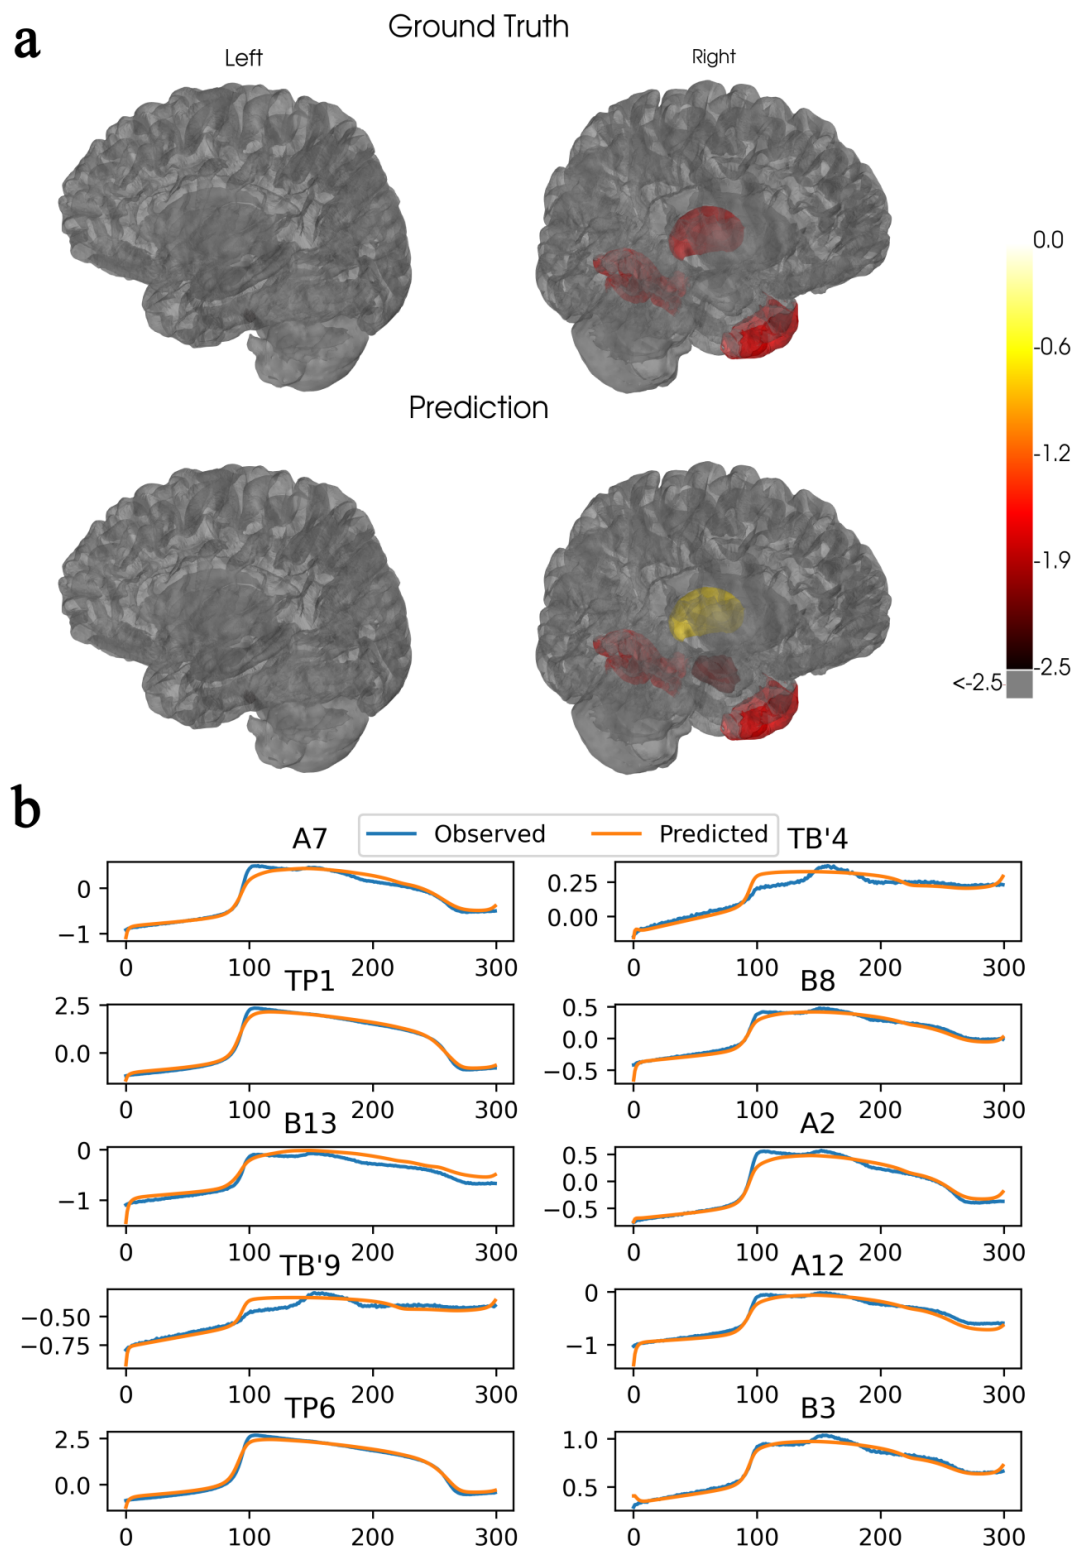 a
Ground Truth
Left
Right
0.0
-0.6
-1.2
-1.9
-2.5
<-2.5
Prediction
b
Observed
Predicted
A7
0
−1
0 100 200 300
TB'4
0.25
0.00
0 100 200 300
TP1
2.5
0.0
0 100 200 300
B8
0.5
0.0
−0.5
0 100 200 300
B13
0
−1
0 100 200 300
A2
0.5
0.0
−0.5
0 100 200 300
TB'9
−0.50
−0.75
0 100 200 300
A12
0
−1
0 100 200 300
TP6
2.5
0.0
0 100 200 300
B3
1.0
0.5
0 100 200 300